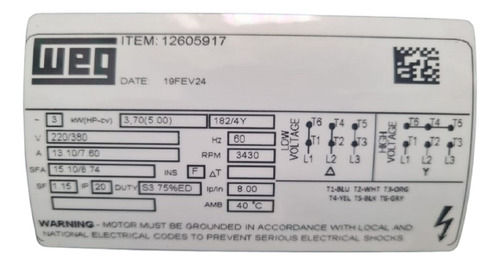 WEG
ITEM: 12605917
DATE 19FEV24
~ 3 kW(HP-cv) 3,70(5.00) 182/4Y
V 220/380 Hz 60
A 13.10/7.60 RPM 3430
SFA 15.10/8.74 INS F ΔT
SF 1.15 IP 20 DUTY S3 75%ED Ip/In 8.00
AMB 40 °C
LOW VOLTAGE
T6 T4 T5
T1 T2 T3
L1 L2 L3
Δ
HIGH VOLTAGE
T6 T4 T5
T1 T2 T3
L1 L2 L3
Y
T1-BLU T2-WHT T3-ORG
T4-YEL T5-BLK T6-GRY
WARNING - MOTOR MUST BE GROUNDED IN ACCORDANCE WITH LOCAL AND
NATIONAL ELECTRICAL CODES TO PREVENT SERIOUS ELECTRICAL SHOCKS.